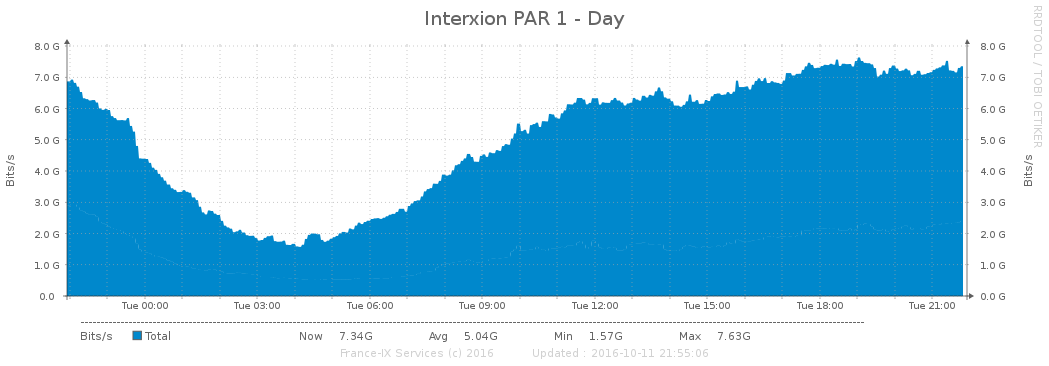 Interxion PAR 1 - Day
RRDTOOL / TOBI OETIKER
Bits/s
Bits/s
8.0 G 8.0 G
7.0 G 7.0 G
6.0 G 6.0 G
5.0 G 5.0 G
4.0 G 4.0 G
3.0 G 3.0 G
2.0 G 2.0 G
1.0 G 1.0 G
0.0 0.0 G
Tue 00:00 Tue 03:00 Tue 06:00 Tue 09:00 Tue 12:00 Tue 15:00 Tue 18:00 Tue 21:00
Bits/s Total Now 7.34G Avg 5.04G Min 1.57G Max 7.63G
France-IX Services (c) 2016 Updated : 2016-10-11 21:55:06